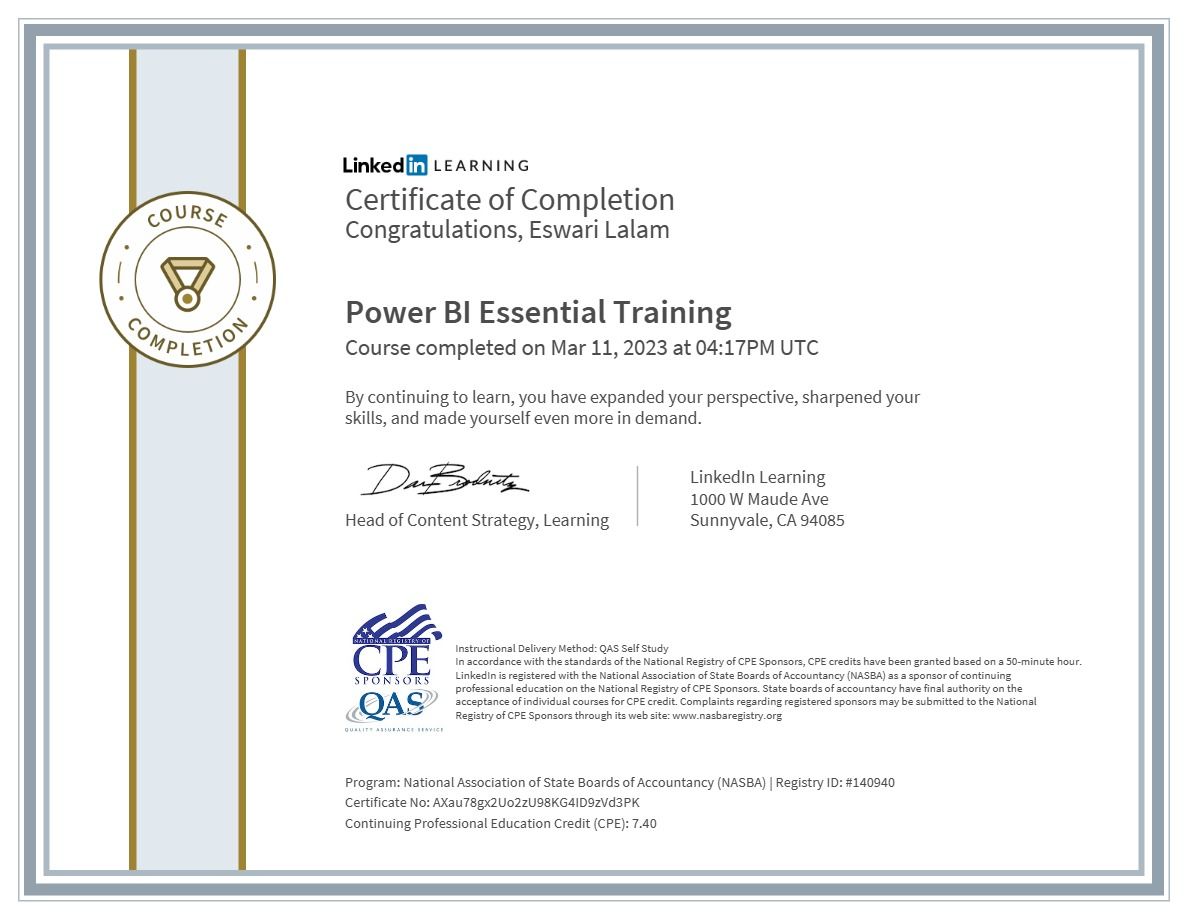 LinkedIn LEARNING
Certificate of Completion
Congratulations, Eswari Lalam
COURSE
COMPLETION
Power BI Essential Training
Course completed on Mar 11, 2023 at 04:17PM UTC
By continuing to learn, you have expanded your perspective, sharpened your
skills, and made yourself even more in demand.
Head of Content Strategy, Learning
LinkedIn Learning
1000 W Maude Ave
Sunnyvale, CA 94085
NATIONAL REGISTRY OF
CPE
SPONSORS
QAS
QUALITY ASSURANCE SERVICE
Instructional Delivery Method: QAS Self Study
In accordance with the standards of the National Registry of CPE Sponsors, CPE credits have been granted based on a 50-minute hour.
LinkedIn is registered with the National Association of State Boards of Accountancy (NASBA) as a sponsor of continuing
professional education on the National Registry of CPE Sponsors. State boards of accountancy have final authority on the
acceptance of individual courses for CPE credit. Complaints regarding registered sponsors may be submitted to the National
Registry of CPE Sponsors through its web site: www.nasbaregistry.org
Program: National Association of State Boards of Accountancy (NASBA) | Registry ID: #140940
Certificate No: AXau78gx2Uo2zU98KG4ID9zVd3PK
Continuing Professional Education Credit (CPE): 7.40